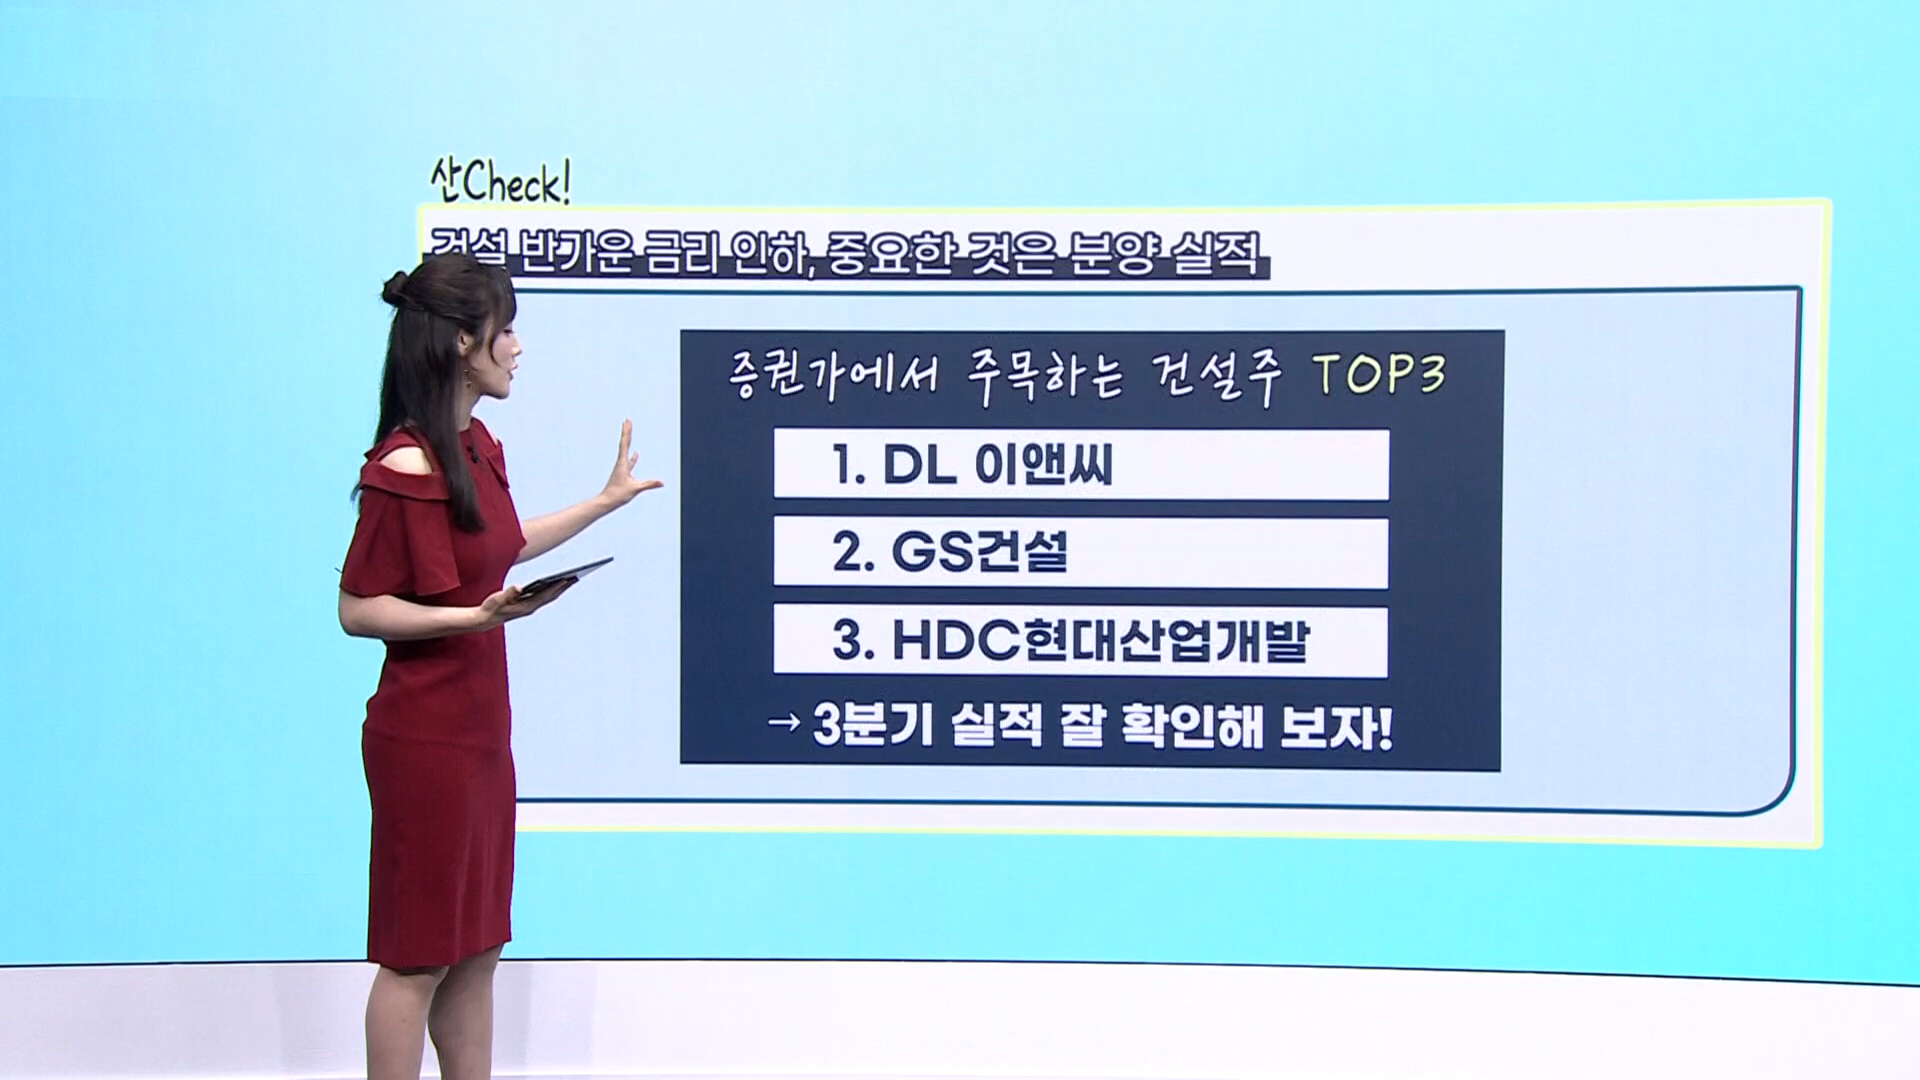 산Check!
건설 반가운 금리 인하, 중요한 것은 분양 실적
증권가에서 주목하는 건설주 TOP3
1. DL 이앤씨
2. GS건설
3. HDC현대산업개발
→ 3분기 실적 잘 확인해 보자!